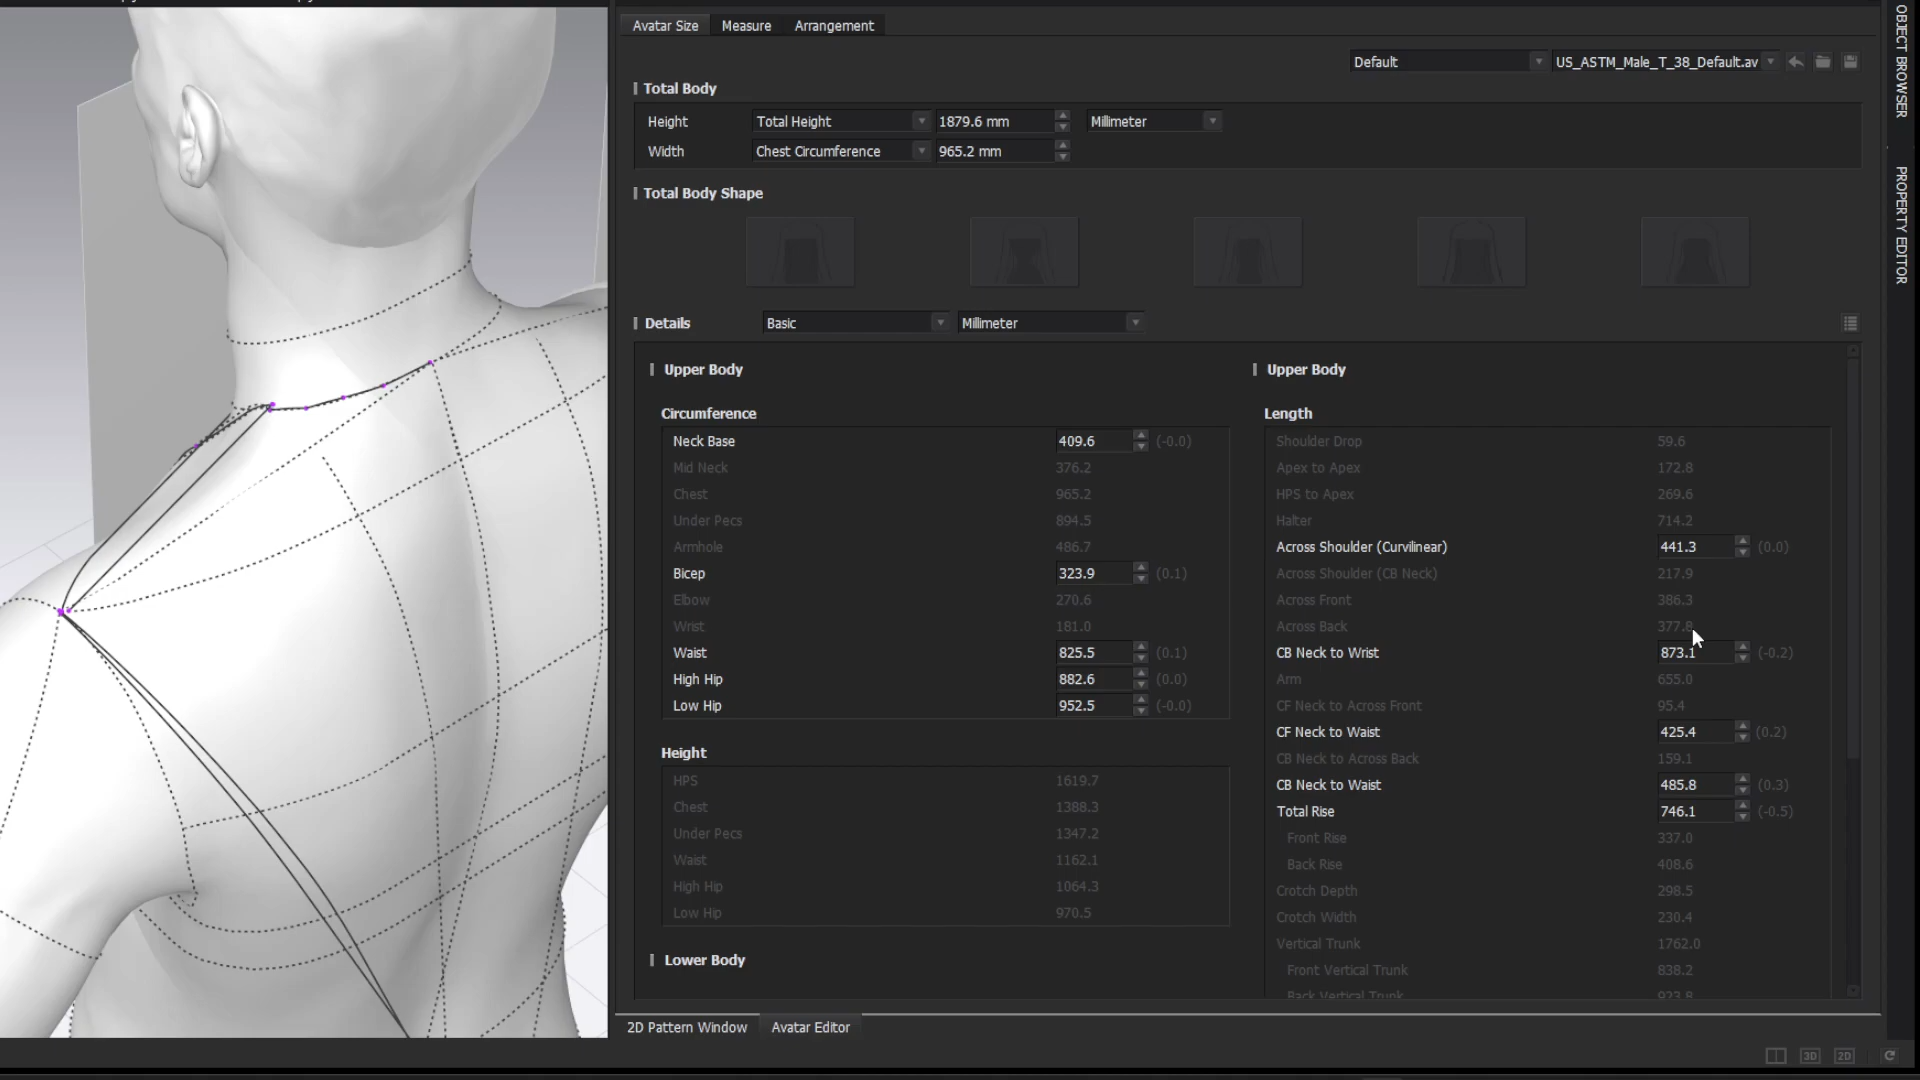 Avatar Size Measure Arrangement
OBJECT BROWSER
PROPERTY EDITOR
Default US_ASTM_Male_T_38_Default.av
Total Body
Height Total Height 1879.6 mm Millimeter
Width Chest Circumference 965.2 mm
Total Body Shape
Details Basic Millimeter
Upper Body
Circumference
Neck Base 409.6 (-0.0)
Mid Neck 376.2
Chest 965.2
Under Pecs 894.5
Armhole 486.7
Bicep 323.9 (0.1)
Elbow 270.6
Wrist 181.0
Waist 825.5 (0.1)
High Hip 882.6 (0.0)
Low Hip 952.5 (-0.0)
Height
HPS 1619.7
Chest 1388.3
Under Pecs 1347.2
Waist 1162.1
High Hip 1064.3
Low Hip 970.5
Lower Body
Upper Body
Length
Shoulder Drop 59.6
Apex to Apex 172.8
HPS to Apex 269.6
Halter 714.2
Across Shoulder (Curvilinear) 441.3 (0.0)
Across Shoulder (CB Neck) 217.9
Across Front 386.3
Across Back 377.8
CB Neck to Wrist 873.1 (-0.2)
Arm 655.0
CF Neck to Across Front 95.4
CF Neck to Waist 425.4 (0.2)
CB Neck to Across Back 159.1
CB Neck to Waist 485.8 (0.3)
Total Rise 746.1 (-0.5)
Front Rise 337.0
Back Rise 408.6
Crotch Depth 298.5
Crotch Width 230.4
Vertical Trunk 1762.0
Front Vertical Trunk 838.2
Back Vertical Trunk 923.8
2D Pattern Window Avatar Editor
3D 2D